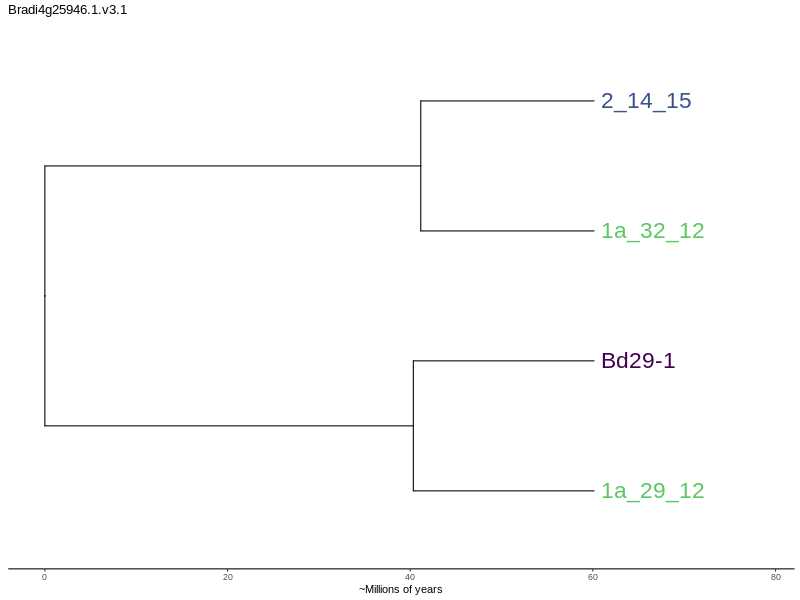 Bradi4g25946.1.v3.1
2_14_15
1a_32_12
Bd29-1
1a_29_12
0 20 40 60 80
~Millions of years